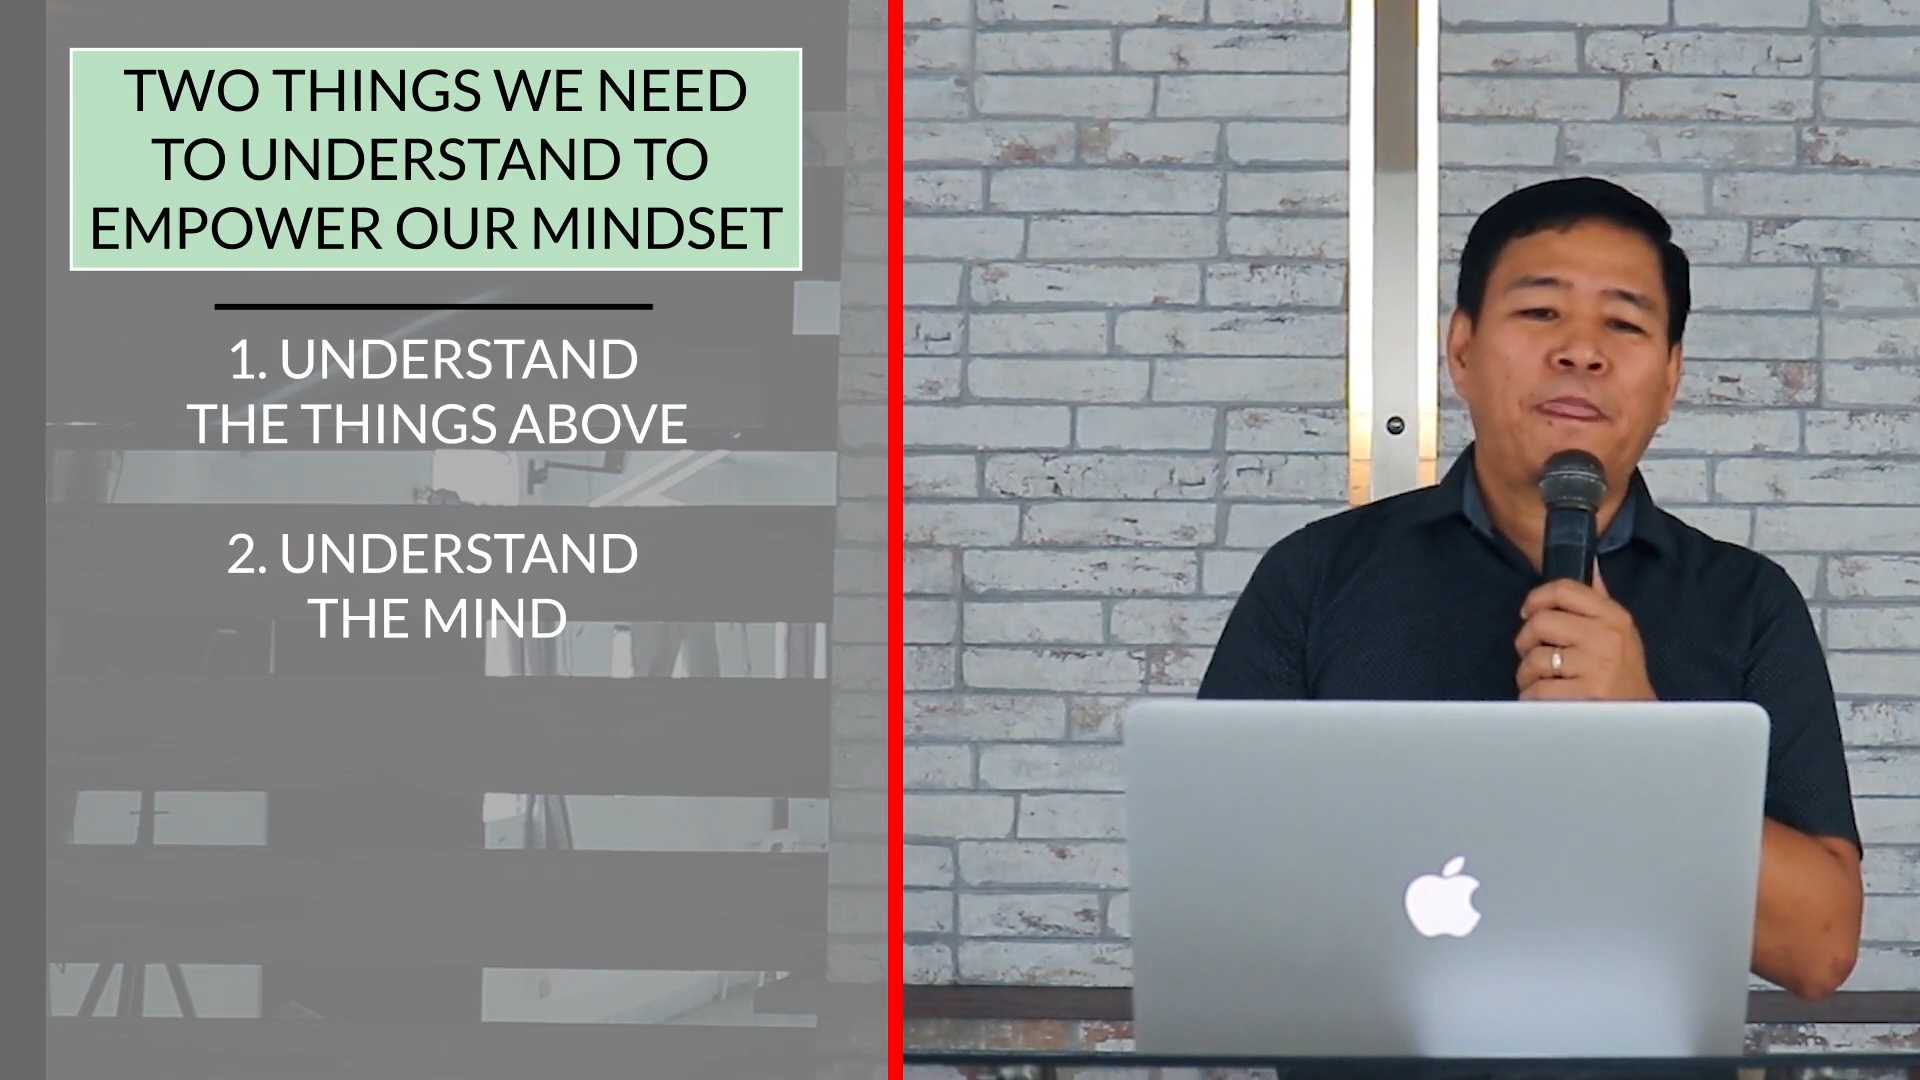 TWO THINGS WE NEED
TO UNDERSTAND TO
EMPOWER OUR MINDSET
1. UNDERSTAND
THE THINGS ABOVE
2. UNDERSTAND
THE MIND